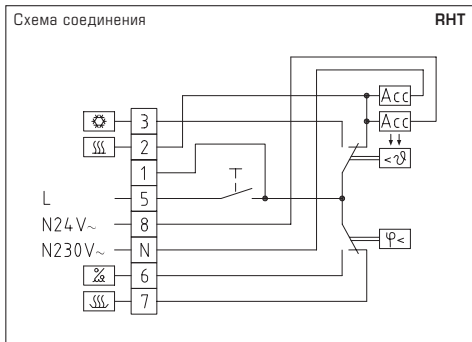 Схема соединения RHT
Acc
3 Acc
2
1 <ϑ
L 5
N24V~ 8
N230V~ N φ<
% 6
7